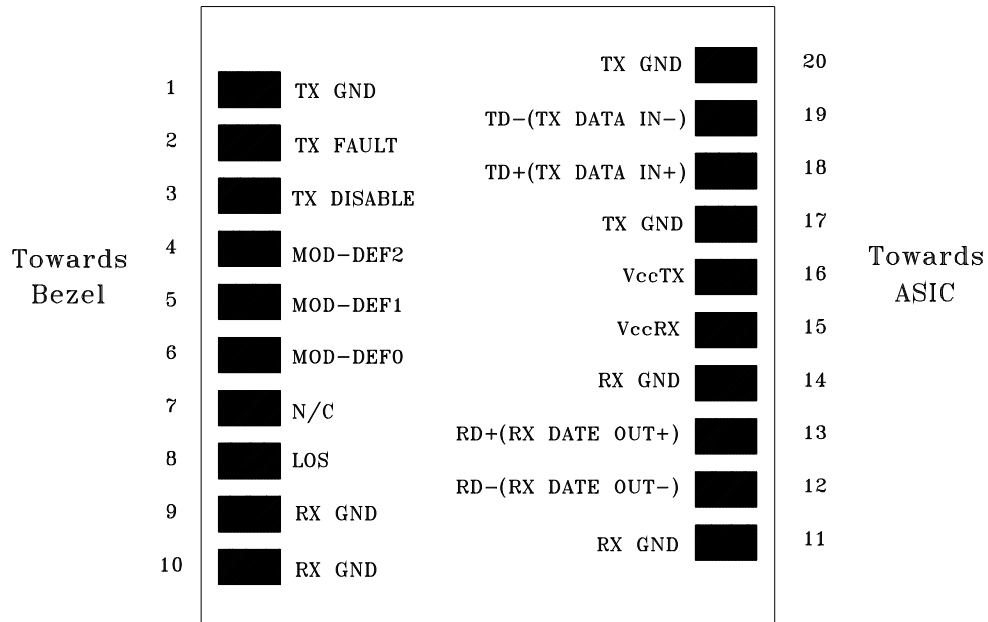 20
TX GND
1
TX GND
19
TD-(TX DATA IN-)
2
TX FAULT
18
TD+(TX DATA IN+)
3
TX DISABLE
17
TX GND
4
MOD-DEF2
Towards
Bezel
16
VccTX
Towards
ASIC
5
MOD-DEF1
15
VccRX
6
MOD-DEF0
14
RX GND
7
N/C
13
RD+(RX DATE OUT+)
8
LOS
12
RD-(RX DATE OUT-)
9
RX GND
11
RX GND
10
RX GND